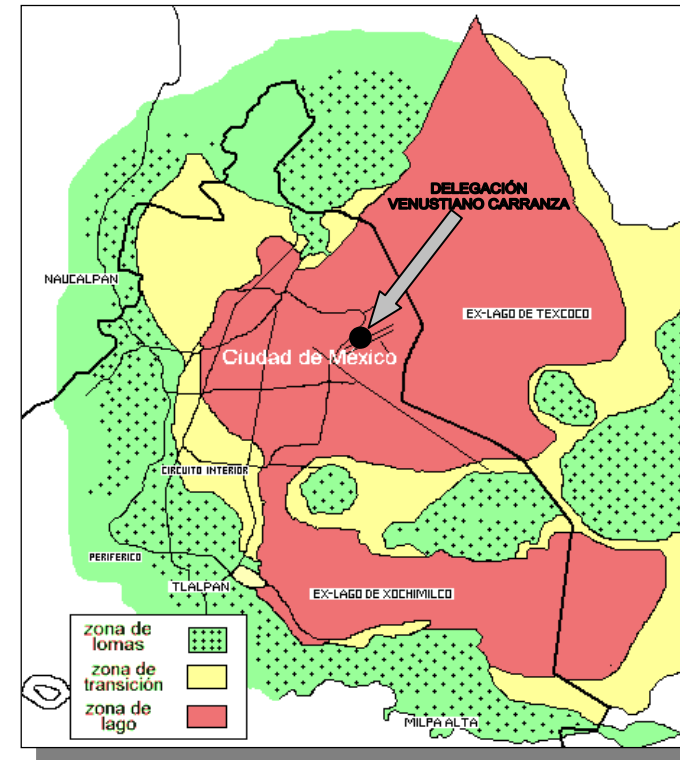 DELEGACIÓN
VENUSTIANO CARRANZA
NAUCALPAN
EX-LAGO DE TEXCOCO
Ciudad de México
CIRCUITO INTERIOR
PERIFERICO
TLALPAN
EX-LAGO DE XOCHIMILCO
zona de
lomas
zona de
transición
zona de
lago
MILPA ALTA